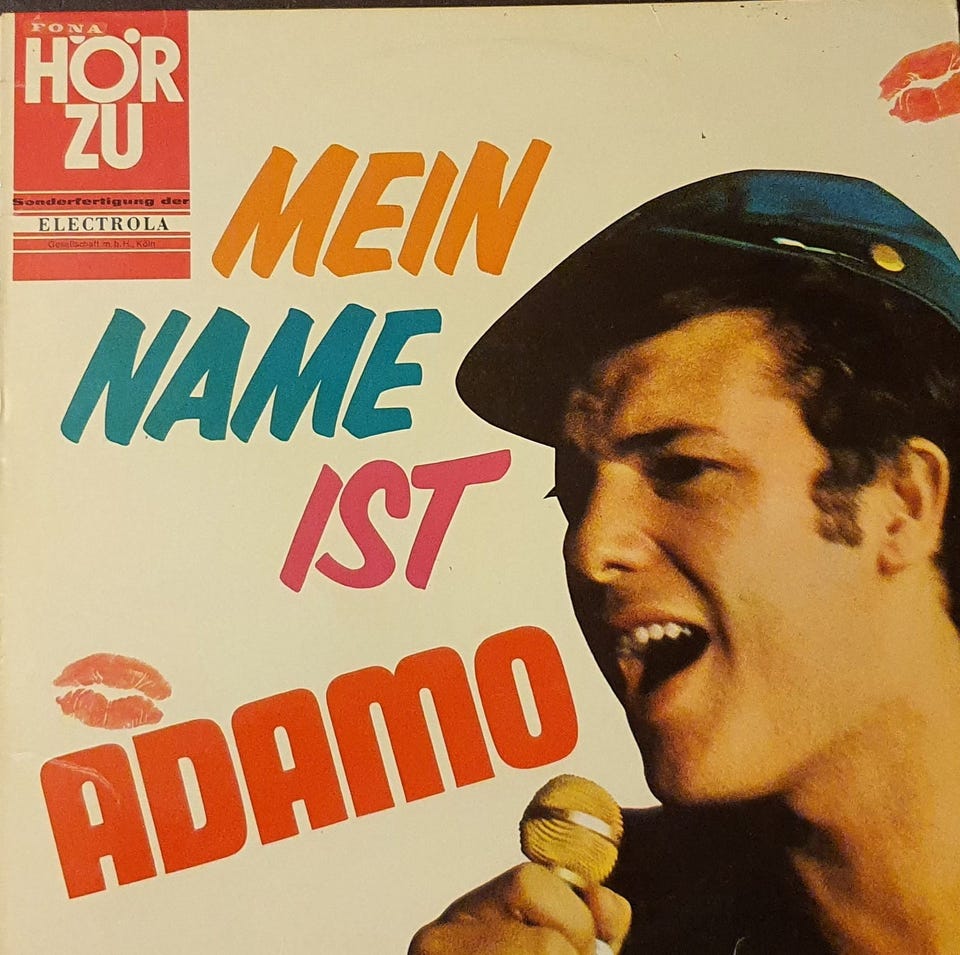 FONA
HÖR
ZU
Sonderfertigung der
ELECTROLA
Gesellschaft m.b.H., Köln
MEIN
NAME
IST
ADAMO